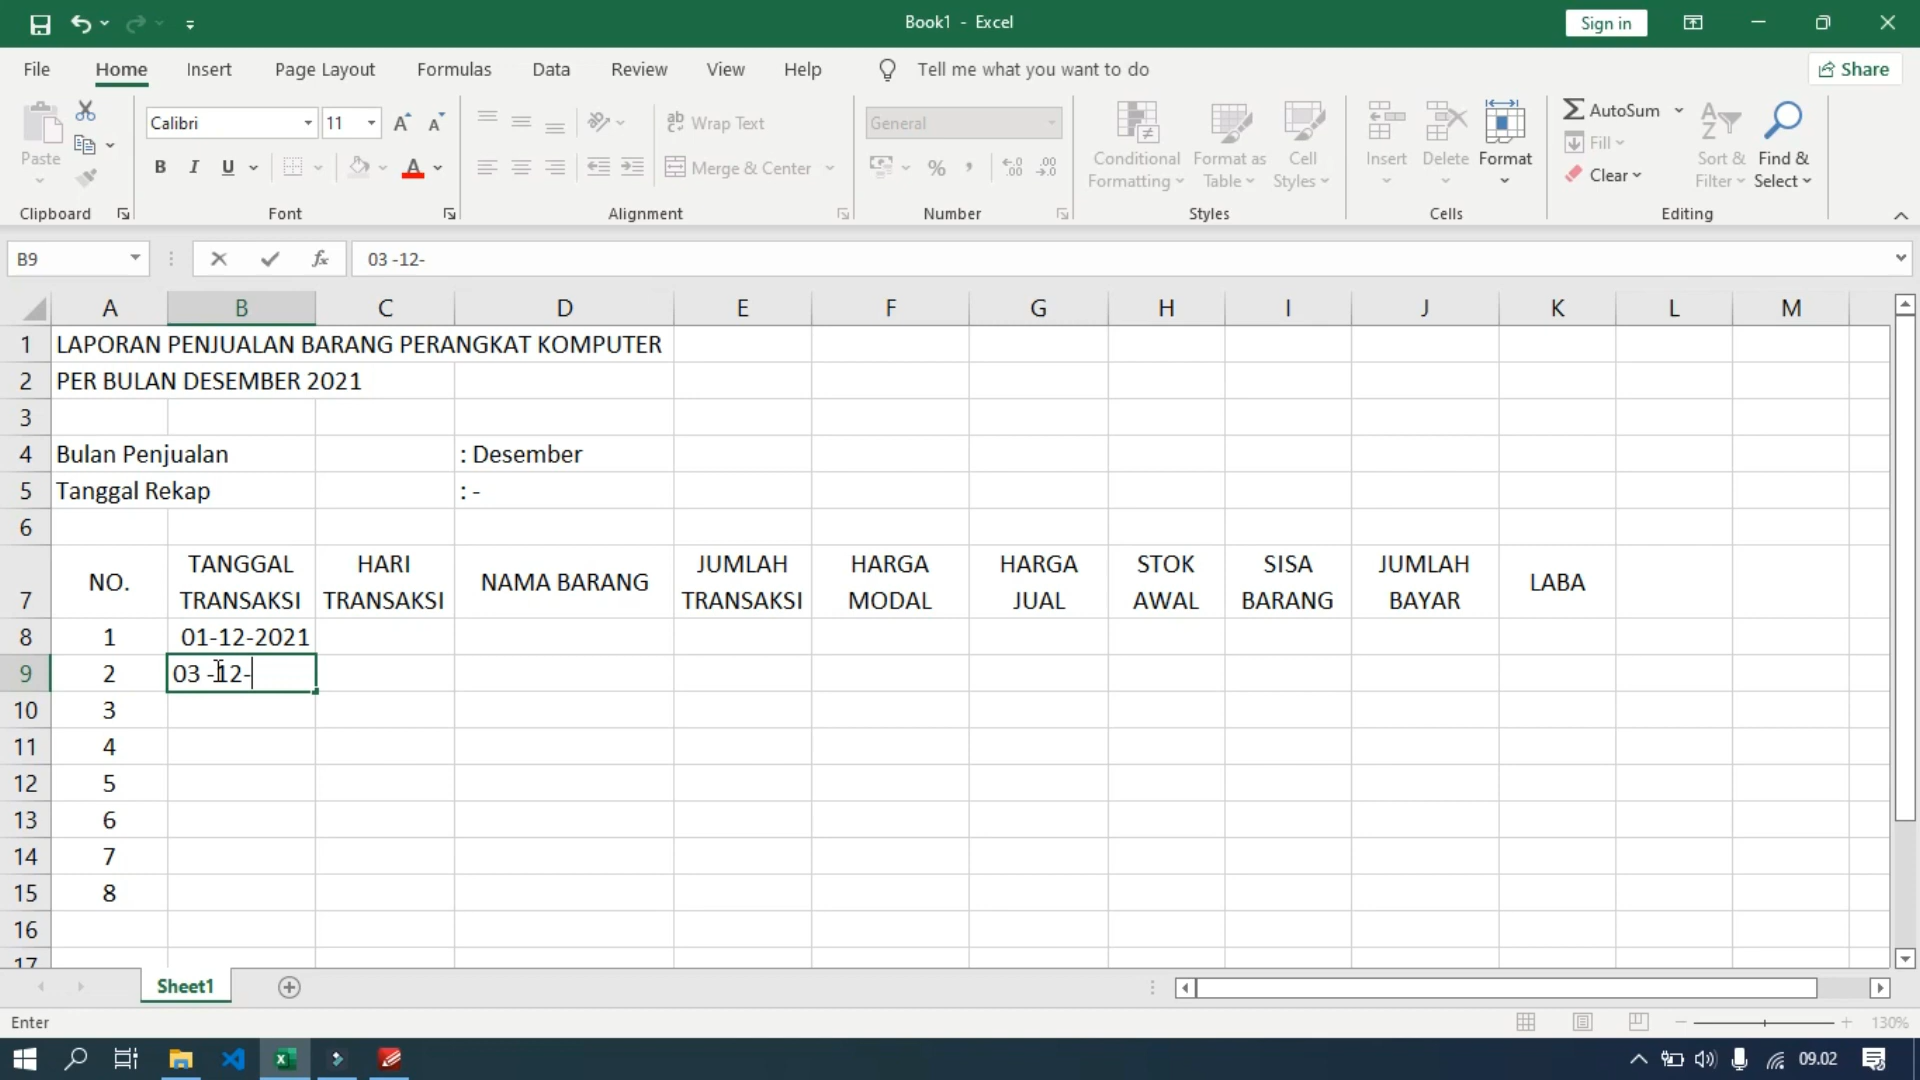 Book1 - Excel
Sign in
File Home Insert Page Layout Formulas Data Review View Help Tell me what you want to do Share
Paste
Clipboard
Calibri 11
B I U A
Font
Wrap Text
Merge & Center
Alignment
General
% ,
Number
Conditional Formatting
Format as Table
Cell Styles
Styles
Insert Delete Format
Cells
AutoSum
Fill
Clear
Sort & Filter
Find & Select
Editing
B9 fx 03 -12-
A B C D E F G H I J K L M
1 LAPORAN PENJUALAN BARANG PERANGKAT KOMPUTER
2 PER BULAN DESEMBER 2021
3
4 Bulan Penjualan : Desember
5 Tanggal Rekap : -
6
7 NO. TANGGAL TRANSAKSI HARI TRANSAKSI NAMA BARANG JUMLAH TRANSAKSI HARGA MODAL HARGA JUAL STOK AWAL SISA BARANG JUMLAH BAYAR LABA
8 1 01-12-2021
9 2 03 -12-
10 3
11 4
12 5
13 6
14 7
15 8
16
17
Sheet1
Enter 130%
09.02